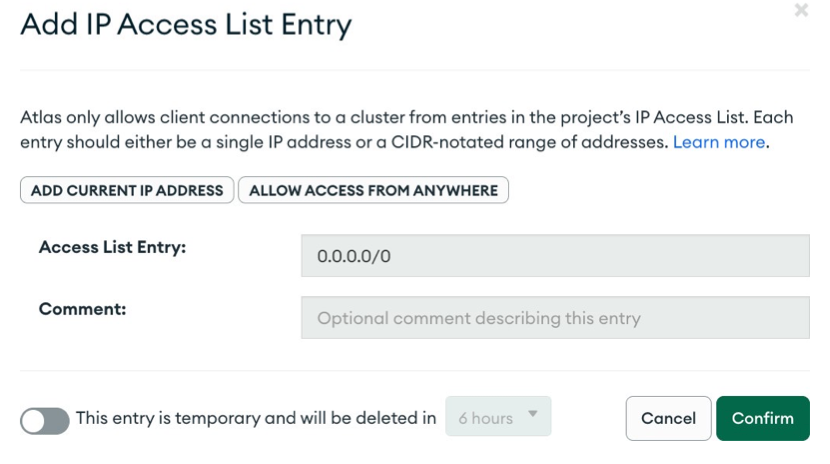 Add IP Access List Entry
Atlas only allows client connections to a cluster from entries in the project's IP Access List. Each
entry should either be a single IP address or a CIDR-notated range of addresses. Learn more.
ADD CURRENT IP ADDRESS ALLOW ACCESS FROM ANYWHERE
Access List Entry: 0.0.0.0/0
Comment: Optional comment describing this entry
This entry is temporary and will be deleted in 6 hours Cancel Confirm